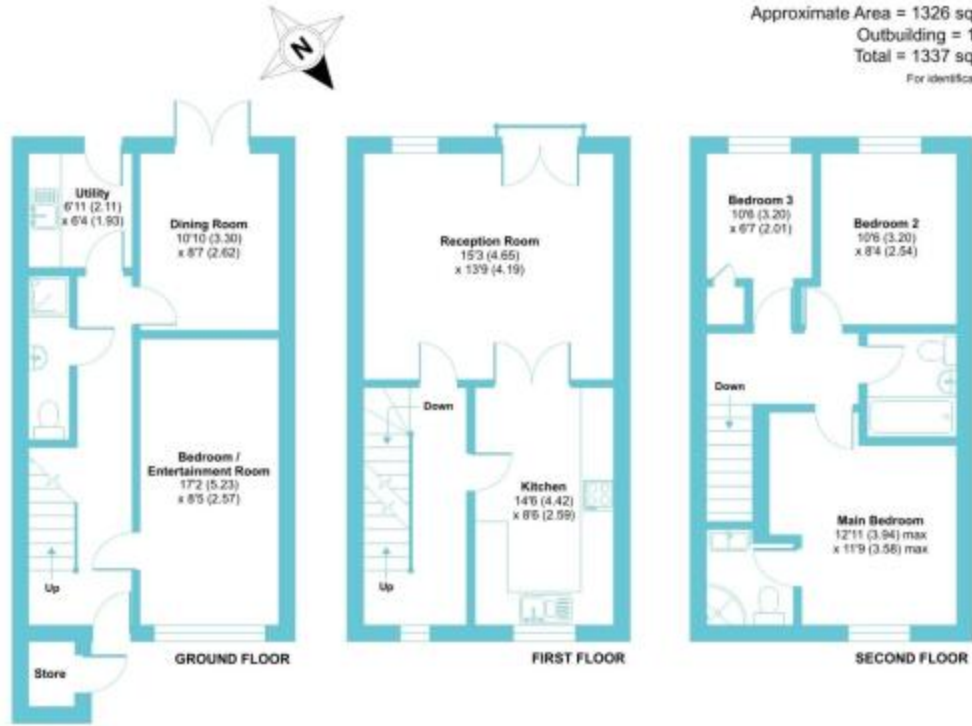 Approximate Area = 1326 sq
Outbuilding = 1
Total = 1337 sq
For identifica
N
Utility
6'11 (2.11)
x 6'4 (1.93)
Dining Room
10'10 (3.30)
x 8'7 (2.62)
Bedroom /
Entertainment Room
17'2 (5.23)
x 8'5 (2.57)
Up
Store
GROUND FLOOR
Reception Room
15'3 (4.65)
x 13'9 (4.19)
Down
Kitchen
14'6 (4.42)
x 8'6 (2.59)
Up
FIRST FLOOR
Bedroom 3
10'6 (3.20)
x 6'7 (2.01)
Bedroom 2
10'6 (3.20)
x 8'4 (2.54)
Down
Main Bedroom
12'11 (3.94) max
x 11'9 (3.58) max
SECOND FLOOR